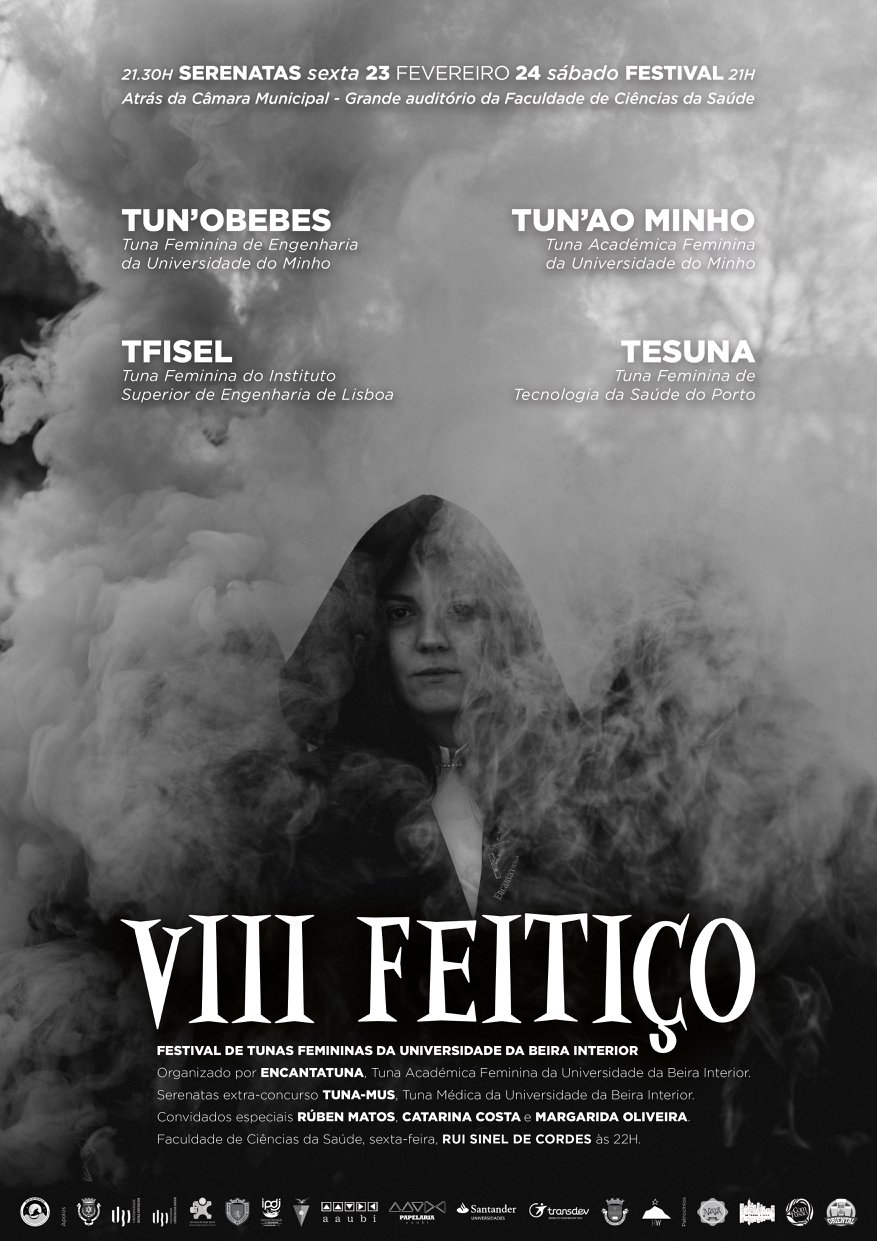 21.30H SERENATAS sexta 23 FEVEREIRO 24 sábado FESTIVAL 21H
Atrás da Câmara Municipal - Grande auditório da Faculdade de Ciências da Saúde
TUN'OBEBES
Tuna Feminina de Engenharia
da Universidade do Minho
TUN'AO MINHO
Tuna Académica Feminina
da Universidade do Minho
TFISEL
Tuna Feminina do Instituto
Superior de Engenharia de Lisboa
TESUNA
Tuna Feminina de
Tecnologia da Saúde do Porto
Encantatuna
VIII FEITIÇO
FESTIVAL DE TUNAS FEMININAS DA UNIVERSIDADE DA BEIRA INTERIOR
Organizado por ENCANTATUNA, Tuna Académica Feminina da Universidade da Beira Interior.
Serenatas extra-concurso TUNA-MUS, Tuna Médica da Universidade da Beira Interior.
Convidados especiais RÚBEN MATOS, CATARINA COSTA e MARGARIDA OLIVEIRA.
Faculdade de Ciências da Saúde, sexta-feira, RUI SINEL DE CORDES às 22H.
Apoios
ipdj
aaubi
PAPELARIA
Santander
UNIVERSIDADES
transdev
HW
Patrocínios
ORIENTAL